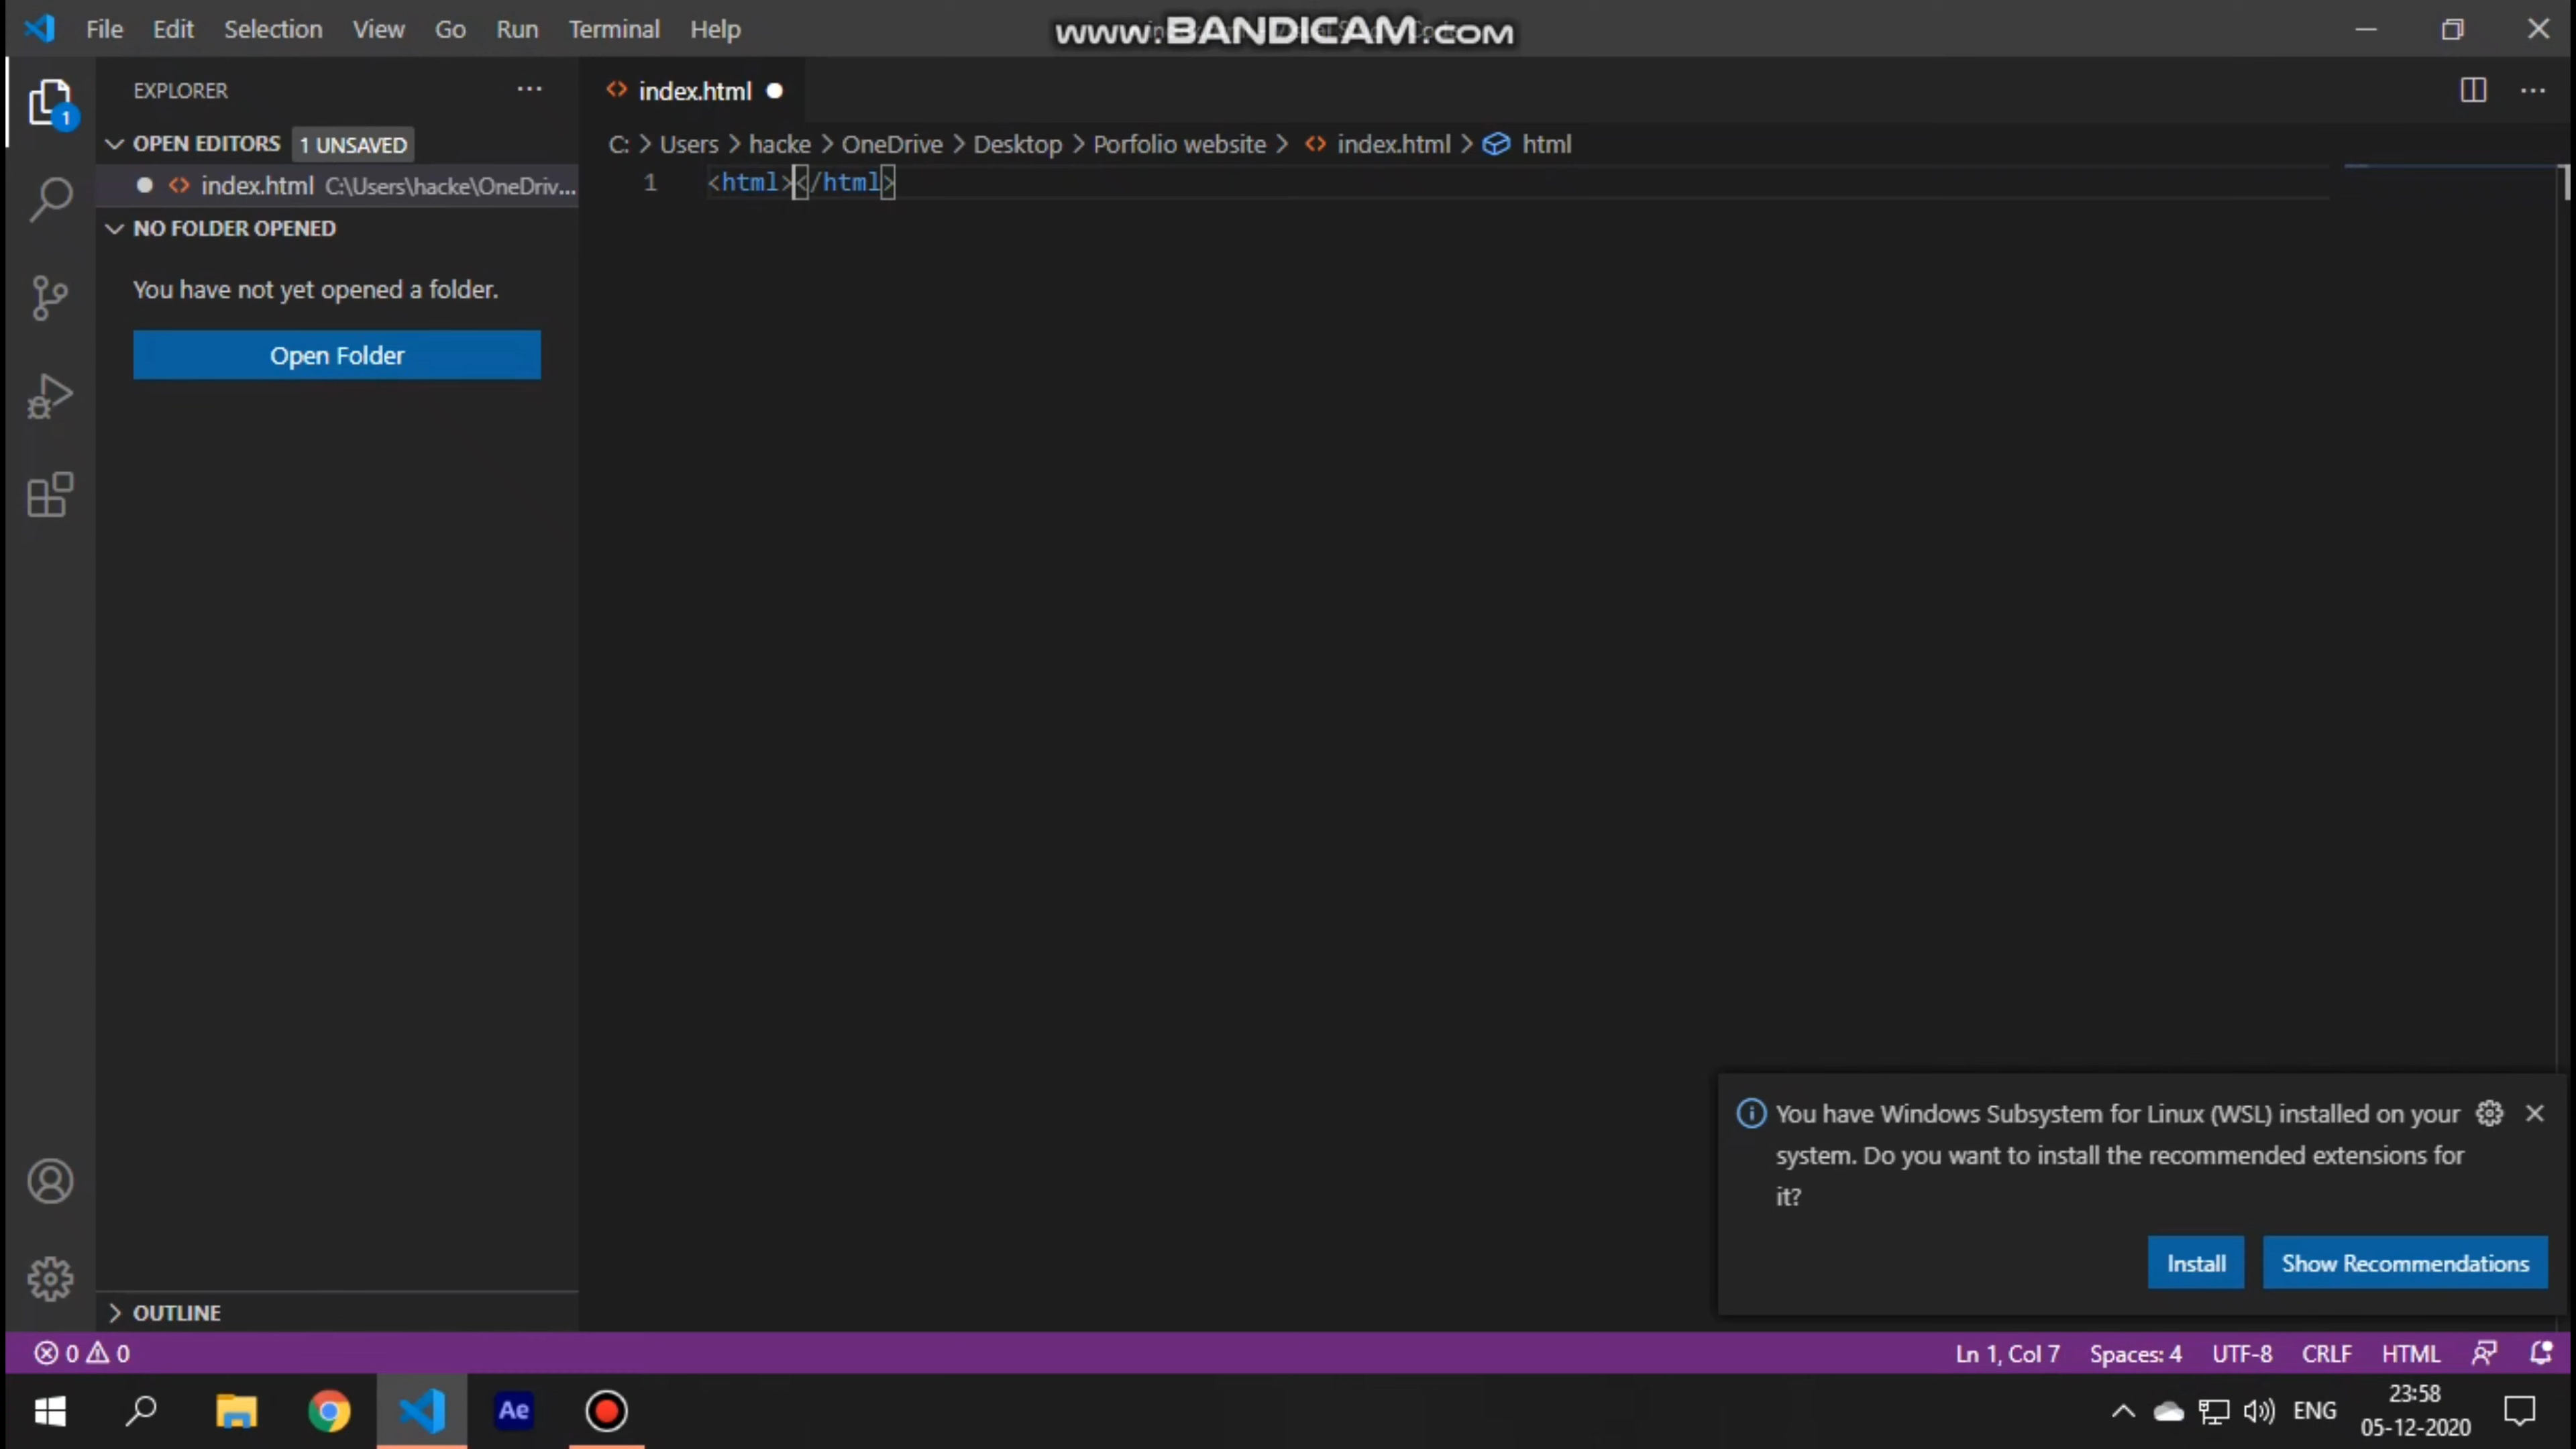 File Edit Selection View Go Run Terminal Help
www.BANDICAM.com
EXPLORER
index.html
1
OPEN EDITORS 1 UNSAVED
C: > Users > hacke > OneDrive > Desktop > Porfolio website > index.html > html
index.html C:\Users\hacke\OneDriv...
1 <html></html>
NO FOLDER OPENED
You have not yet opened a folder.
Open Folder
You have Windows Subsystem for Linux (WSL) installed on your
system. Do you want to install the recommended extensions for
it?
Install Show Recommendations
OUTLINE
0 0 Ln 1, Col 7 Spaces: 4 UTF-8 CRLF HTML
Ae
ENG
23:58
05-12-2020